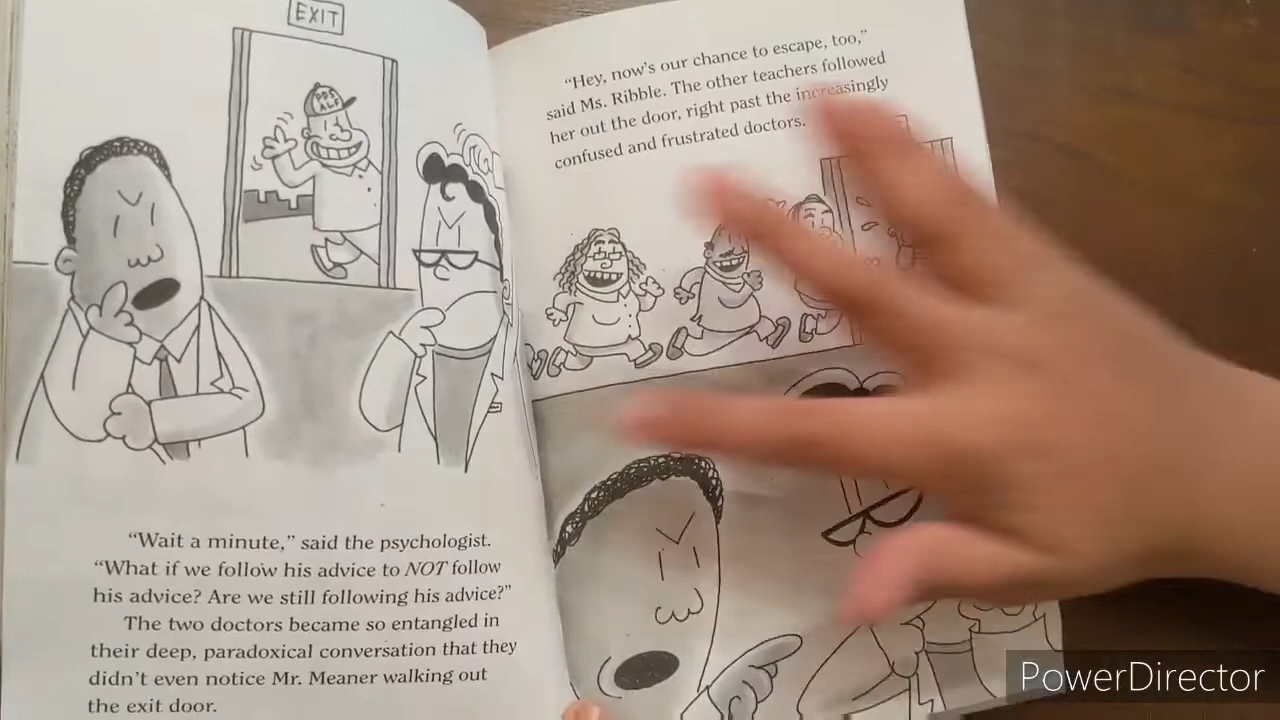 EXIT
PPS
ALF
"Wait a minute," said the psychologist.
"What if we follow his advice to NOT follow
his advice? Are we still following his advice?"
The two doctors became so entangled in
their deep, paradoxical conversation that they
didn't even notice Mr. Meaner walking out
the exit door.
"Hey, now's our chance to escape, too,"
said Ms. Ribble. The other teachers followed
her out the door, right past the increasingly
confused and frustrated doctors.
PowerDirector